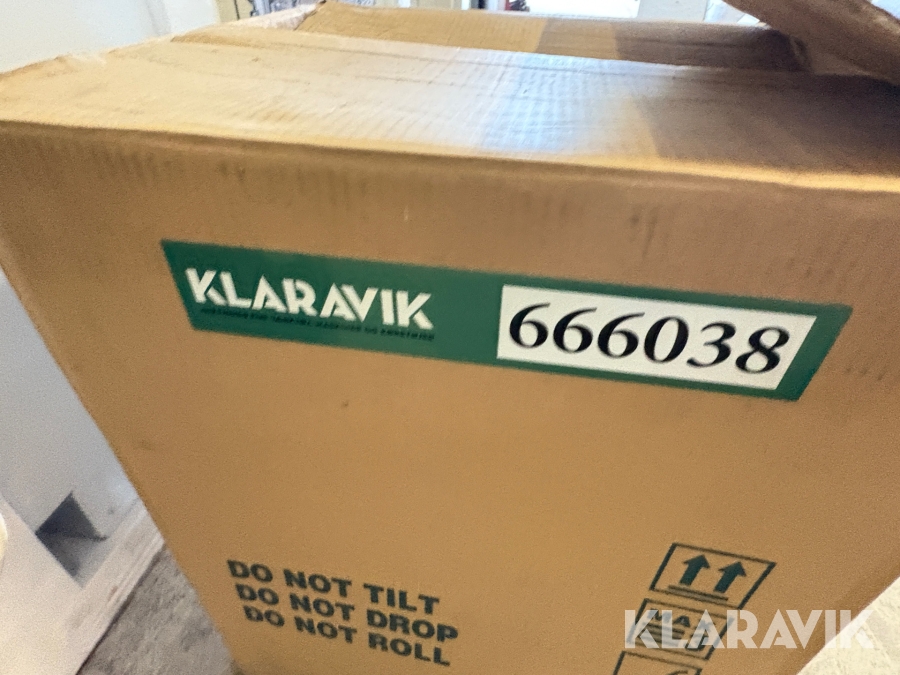 KLARAVIK
666038
DO NOT TILT
DO NOT DROP
DO NOT ROLL
KLARAVIK